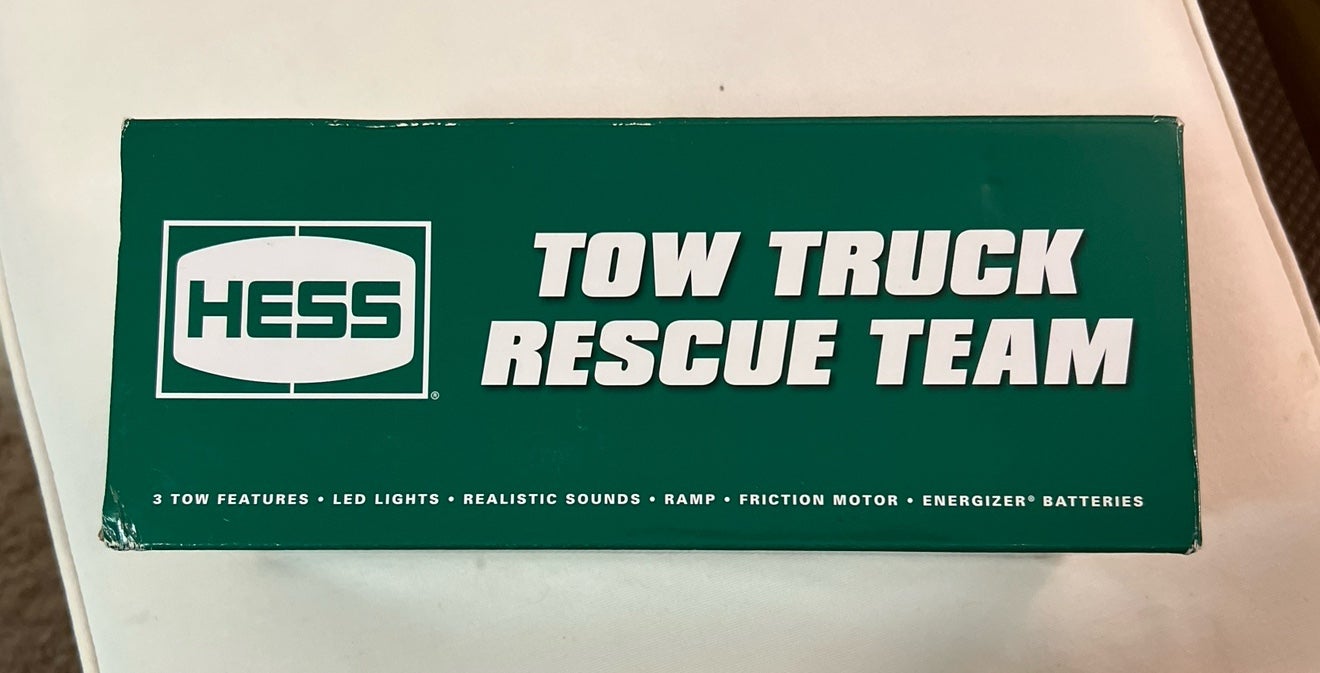 HESS
®
TOW TRUCK
RESCUE TEAM
3 TOW FEATURES • LED LIGHTS • REALISTIC SOUNDS • RAMP • FRICTION MOTOR • ENERGIZER® BATTERIES